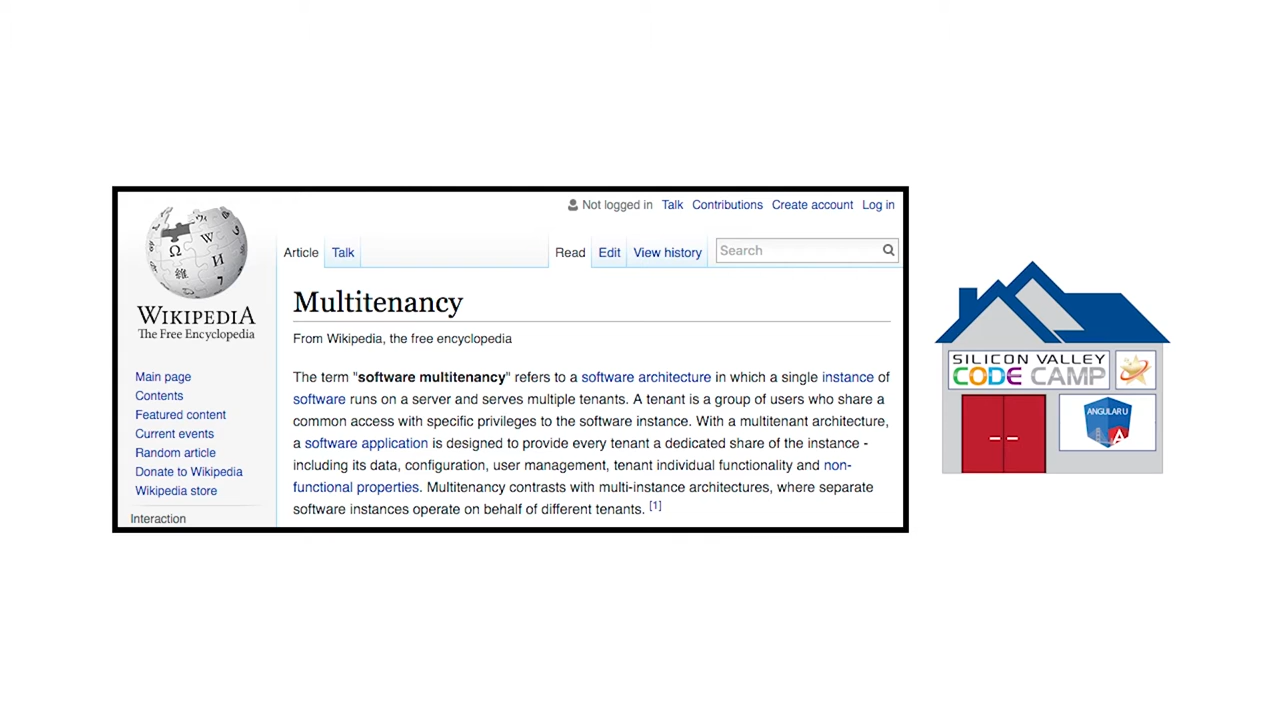 Not logged in Talk Contributions Create account Log in
Article Talk Read Edit View history Search
WIKIPEDIA
The Free Encyclopedia
Main page
Contents
Featured content
Current events
Random article
Donate to Wikipedia
Wikipedia store
Interaction
Multitenancy
From Wikipedia, the free encyclopedia
The term "software multitenancy" refers to a software architecture in which a single instance of
software runs on a server and serves multiple tenants. A tenant is a group of users who share a
common access with specific privileges to the software instance. With a multitenant architecture,
a software application is designed to provide every tenant a dedicated share of the instance -
including its data, configuration, user management, tenant individual functionality and non-
functional properties. Multitenancy contrasts with multi-instance architectures, where separate
software instances operate on behalf of different tenants. [1]
SILICON VALLEY
CODE CAMP
ANGULAR U
A